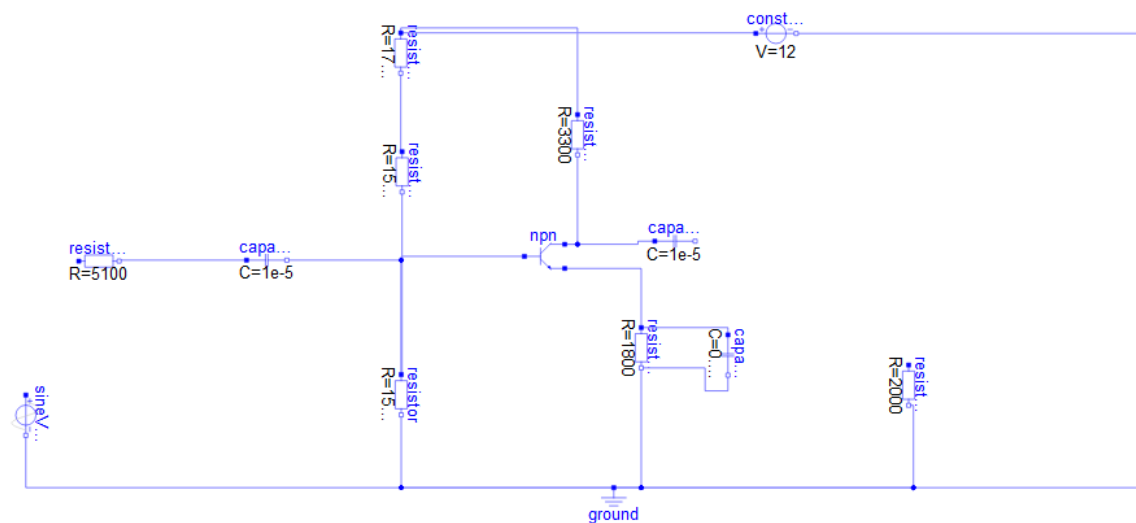 const...
V=12
resist...
R=17...
resist...
R=3300
resist...
R=15...
npn
capa...
C=1e-5
resist...
R=5100
capa...
C=1e-5
resist...
R=1800
capa...
C=0...
resistor
R=15...
resist...
R=2000
sineV...
ground